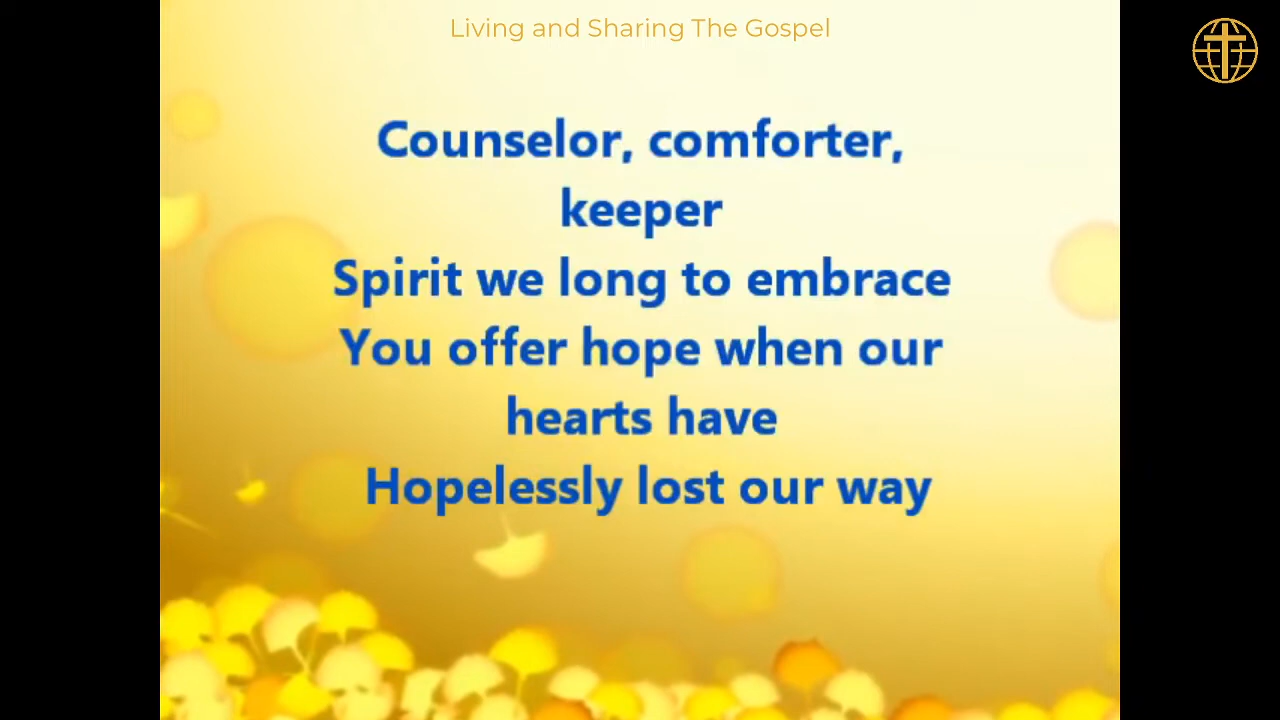 Living and Sharing The Gospel
Counselor, comforter,
keeper
Spirit we long to embrace
You offer hope when our
hearts have
Hopelessly lost our way